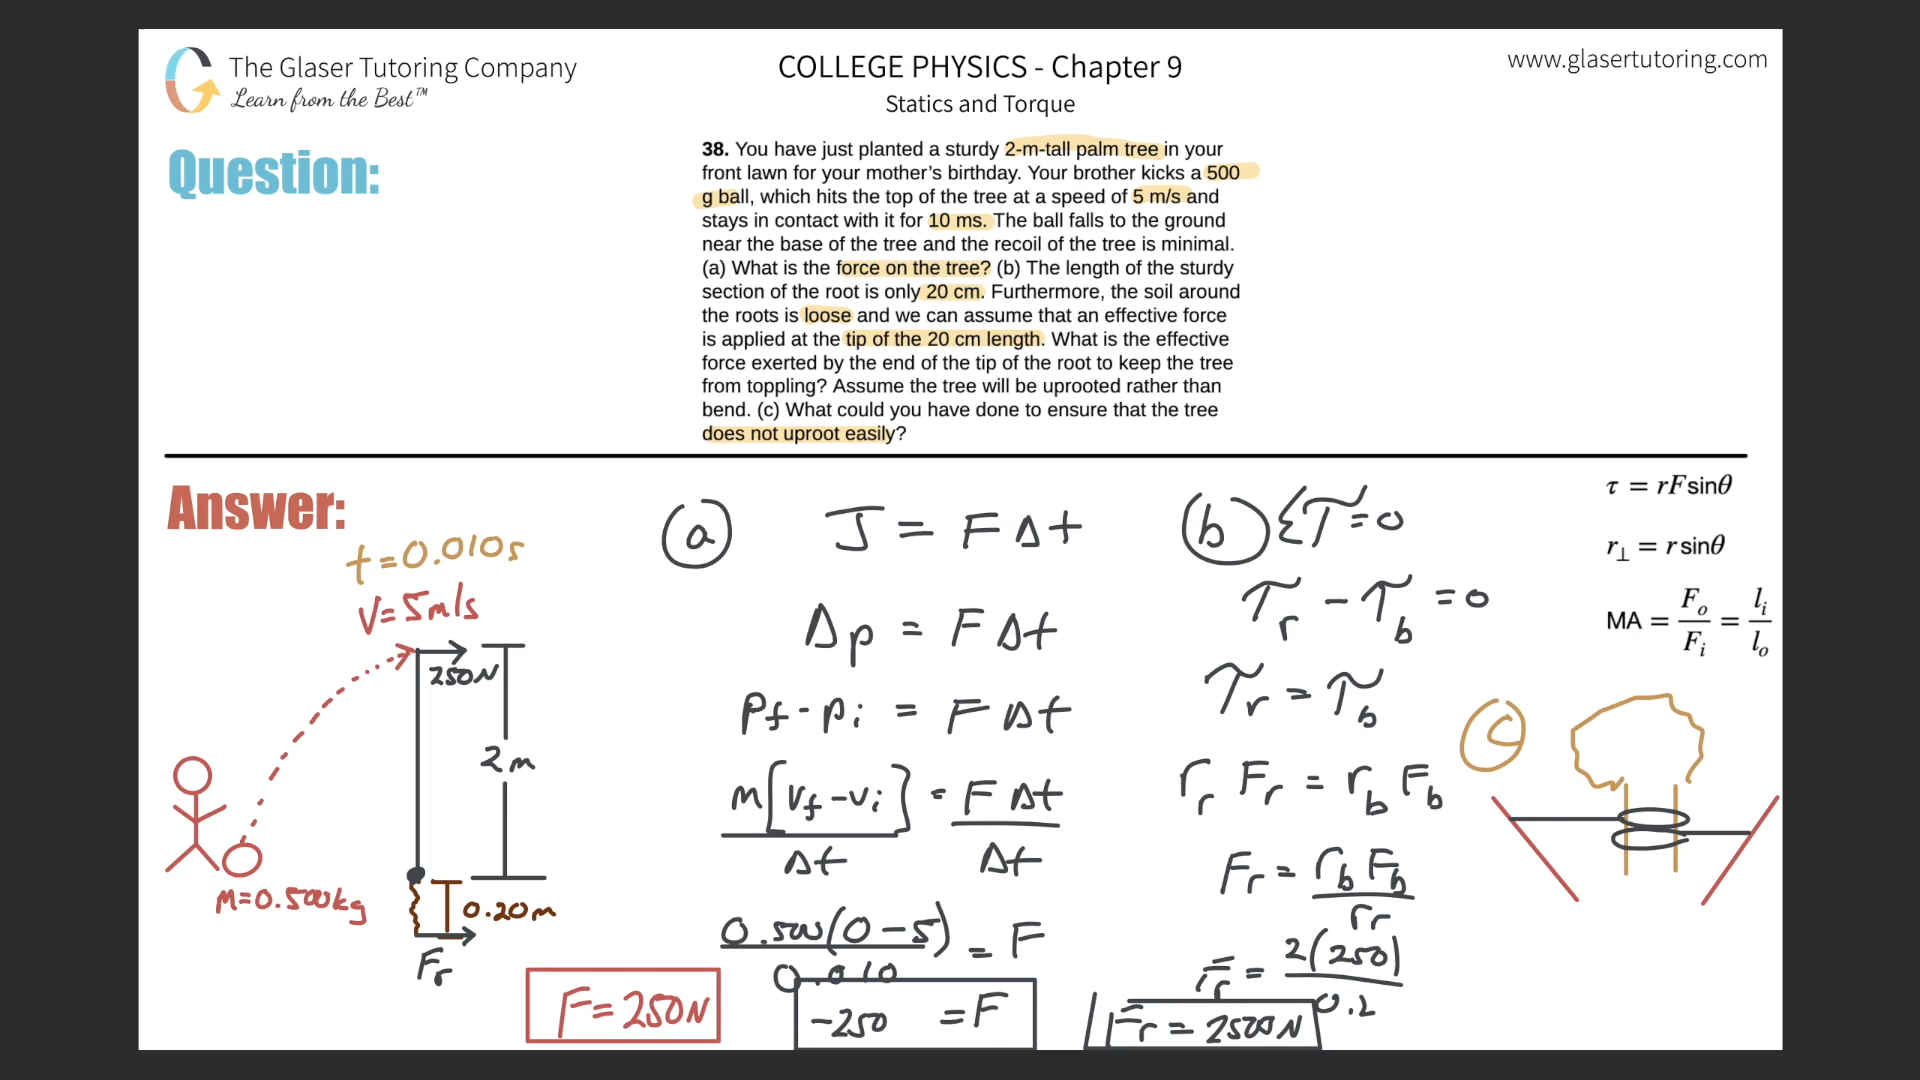 The Glaser Tutoring Company
Learn from the Best™
COLLEGE PHYSICS - Chapter 9
Statics and Torque
www.glasertutoring.com
Question:
38. You have just planted a sturdy 2-m-tall palm tree in your
front lawn for your mother's birthday. Your brother kicks a 500
g ball, which hits the top of the tree at a speed of 5 m/s and
stays in contact with it for 10 ms. The ball falls to the ground
near the base of the tree and the recoil of the tree is minimal.
(a) What is the force on the tree? (b) The length of the sturdy
section of the root is only 20 cm. Furthermore, the soil around
the roots is loose and we can assume that an effective force
is applied at the tip of the 20 cm length. What is the effective
force exerted by the end of the tip of the root to keep the tree
from toppling? Assume the tree will be uprooted rather than
bend. (c) What could you have done to ensure that the tree
does not uproot easily?
Answer:
t=0.010s
V=5m/s
250N
2m
M=0.500kg
0.20m
Fr
F=250N
(a)
J = FΔt
Δp = FΔt
Pf-pi = FΔt
m[vf-vi] = FΔt
Δt Δt
0.500(0-5) = F
0.010
-250 = F
(b) Στ=0
τr - τb = 0
τr = τb
rr Fr = rb Fb
Fr = rb Fb
rr
Fr = 2(250)
0.2
Fr = 2500N
τ = rF sinθ
r⊥ = r sinθ
MA = Fo/Fi = li/lo
(c)